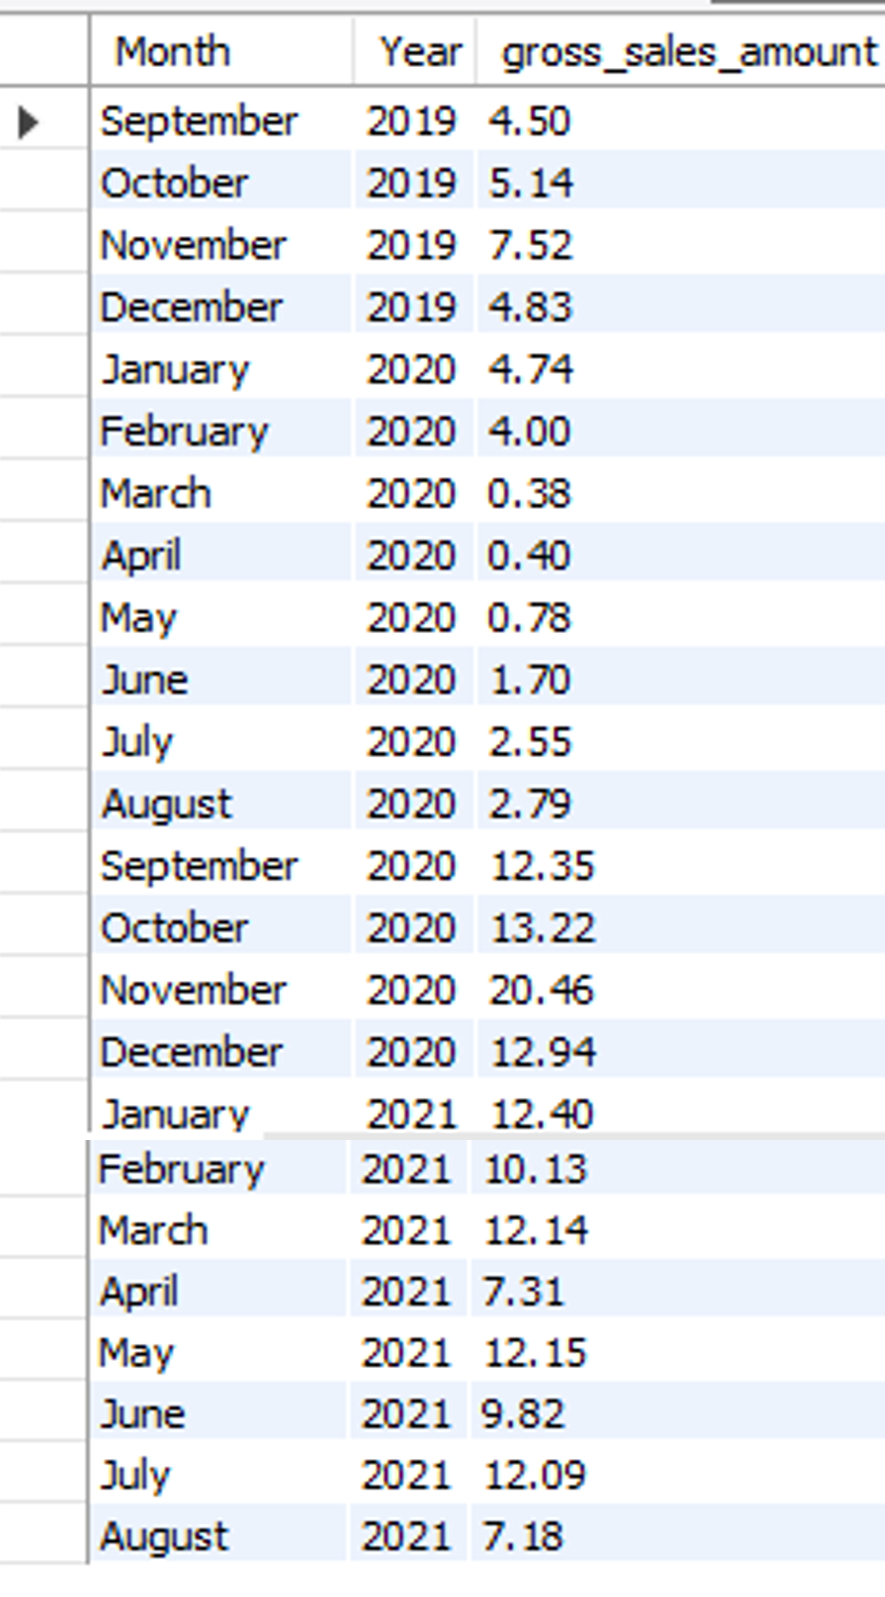 Month Year gross_sales_amount
September 2019 4.50
October 2019 5.14
November 2019 7.52
December 2019 4.83
January 2020 4.74
February 2020 4.00
March 2020 0.38
April 2020 0.40
May 2020 0.78
June 2020 1.70
July 2020 2.55
August 2020 2.79
September 2020 12.35
October 2020 13.22
November 2020 20.46
December 2020 12.94
January 2021 12.40
February 2021 10.13
March 2021 12.14
April 2021 7.31
May 2021 12.15
June 2021 9.82
July 2021 12.09
August 2021 7.18